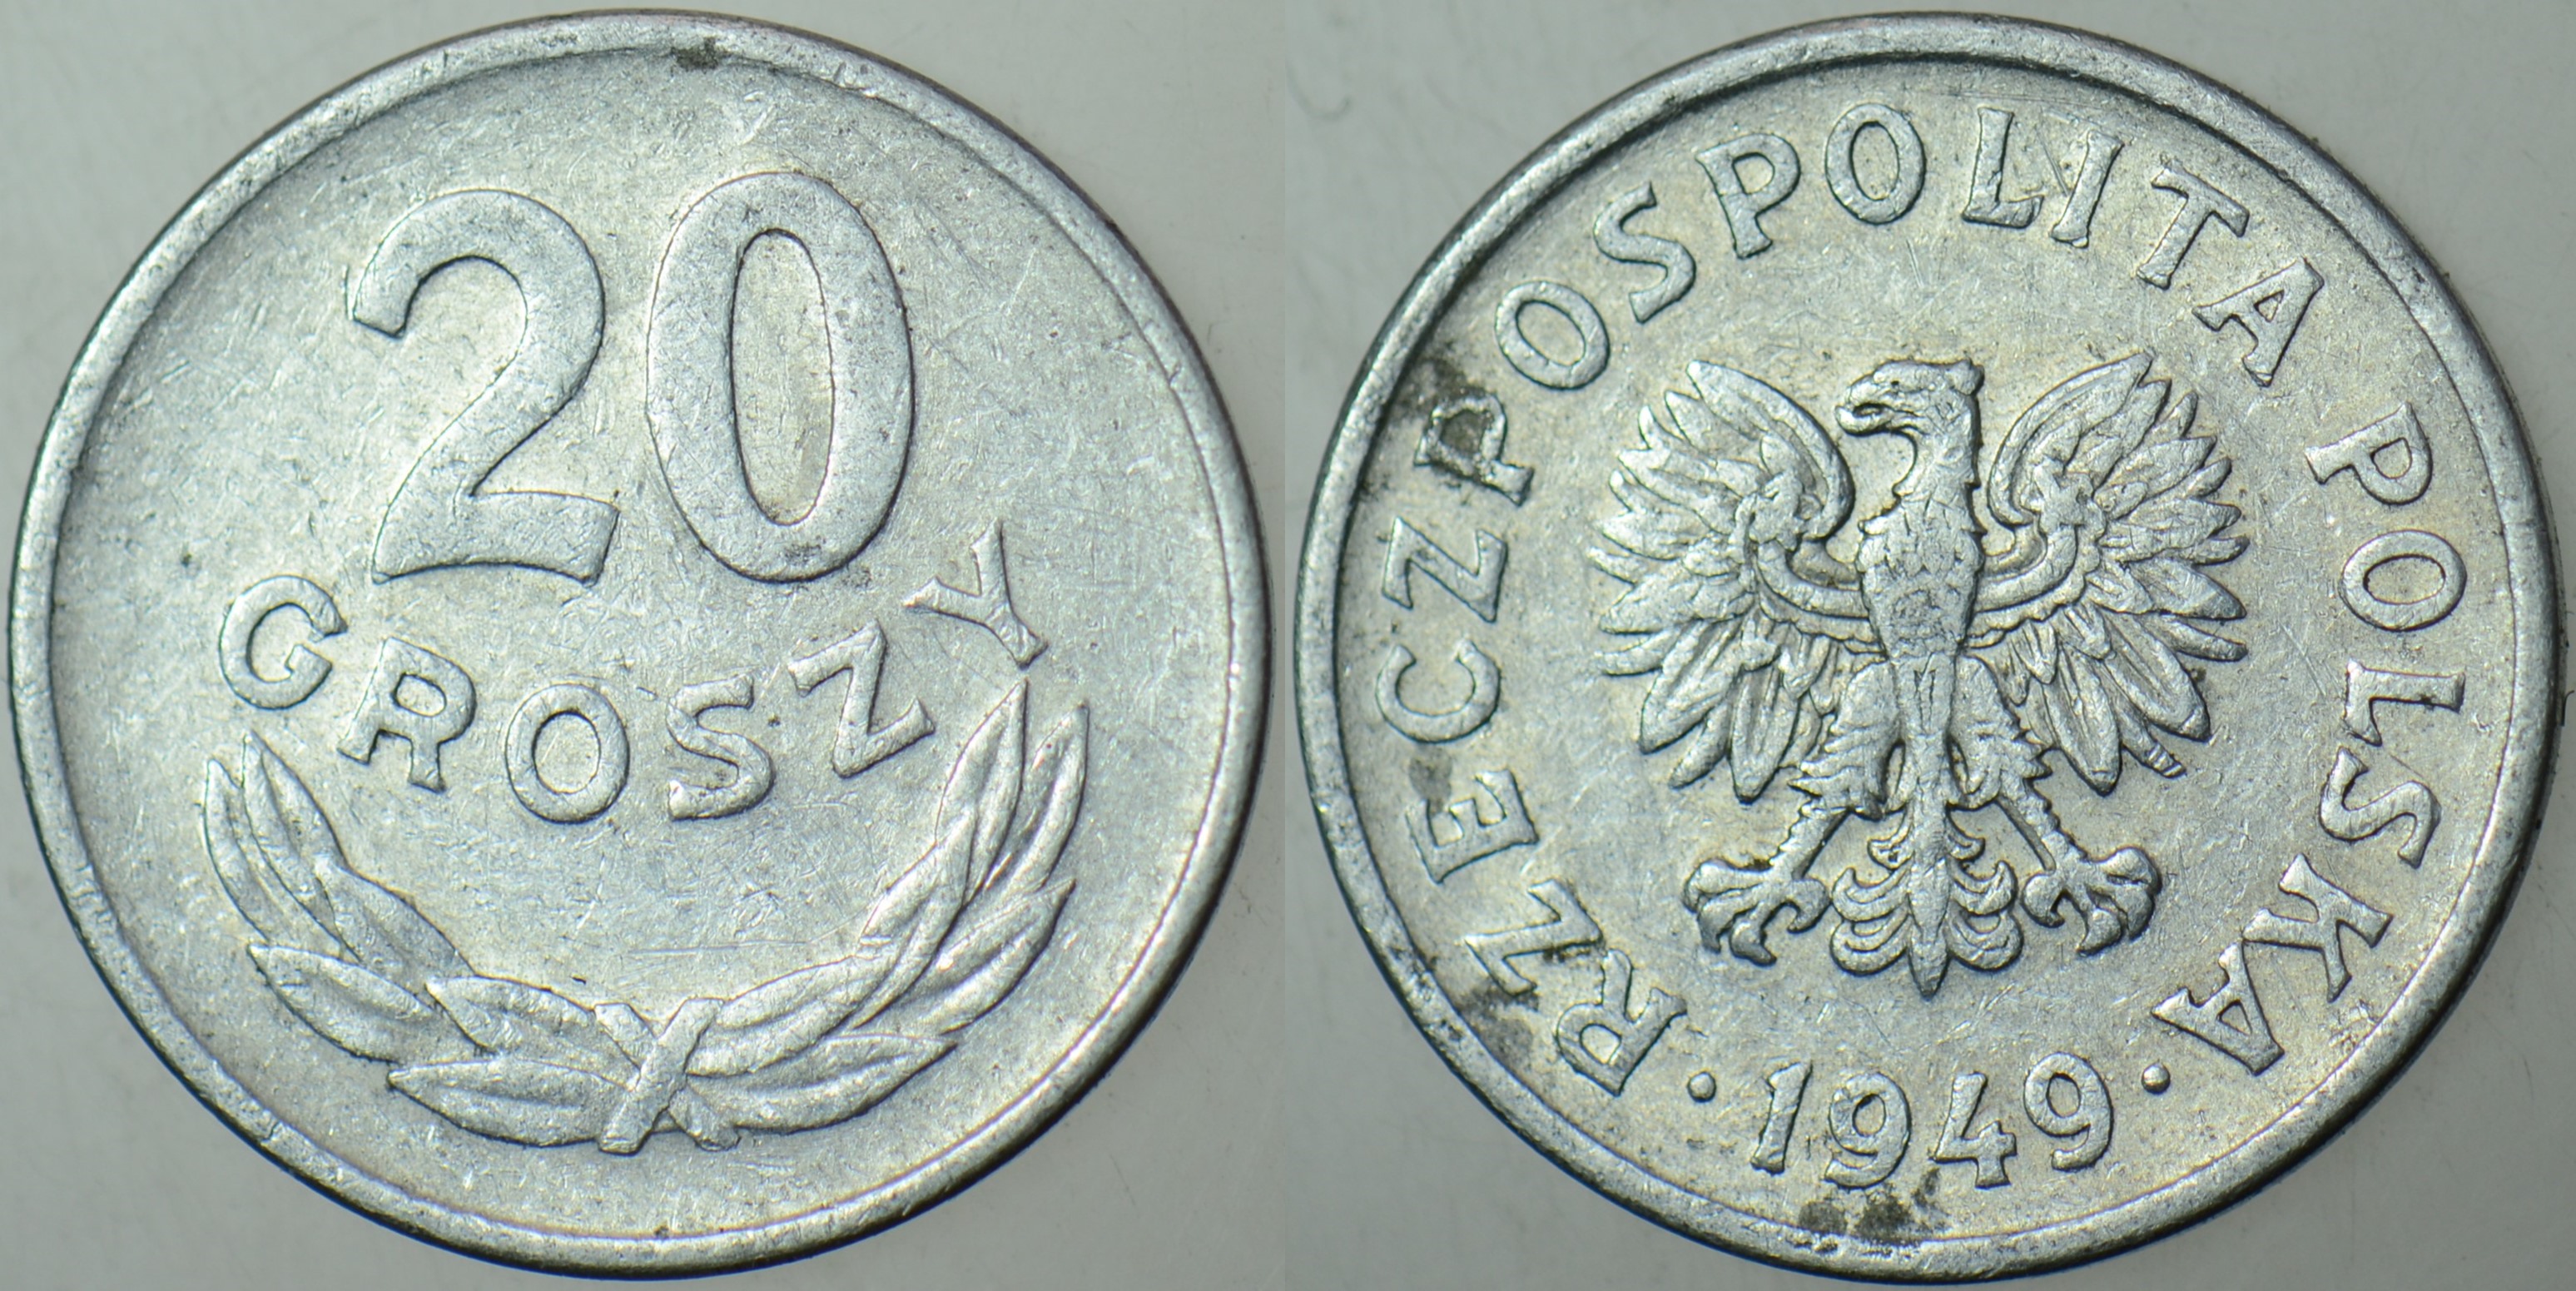 20
GROSZY
RZECZPOSPOLITA POLSKA
· 1949 ·